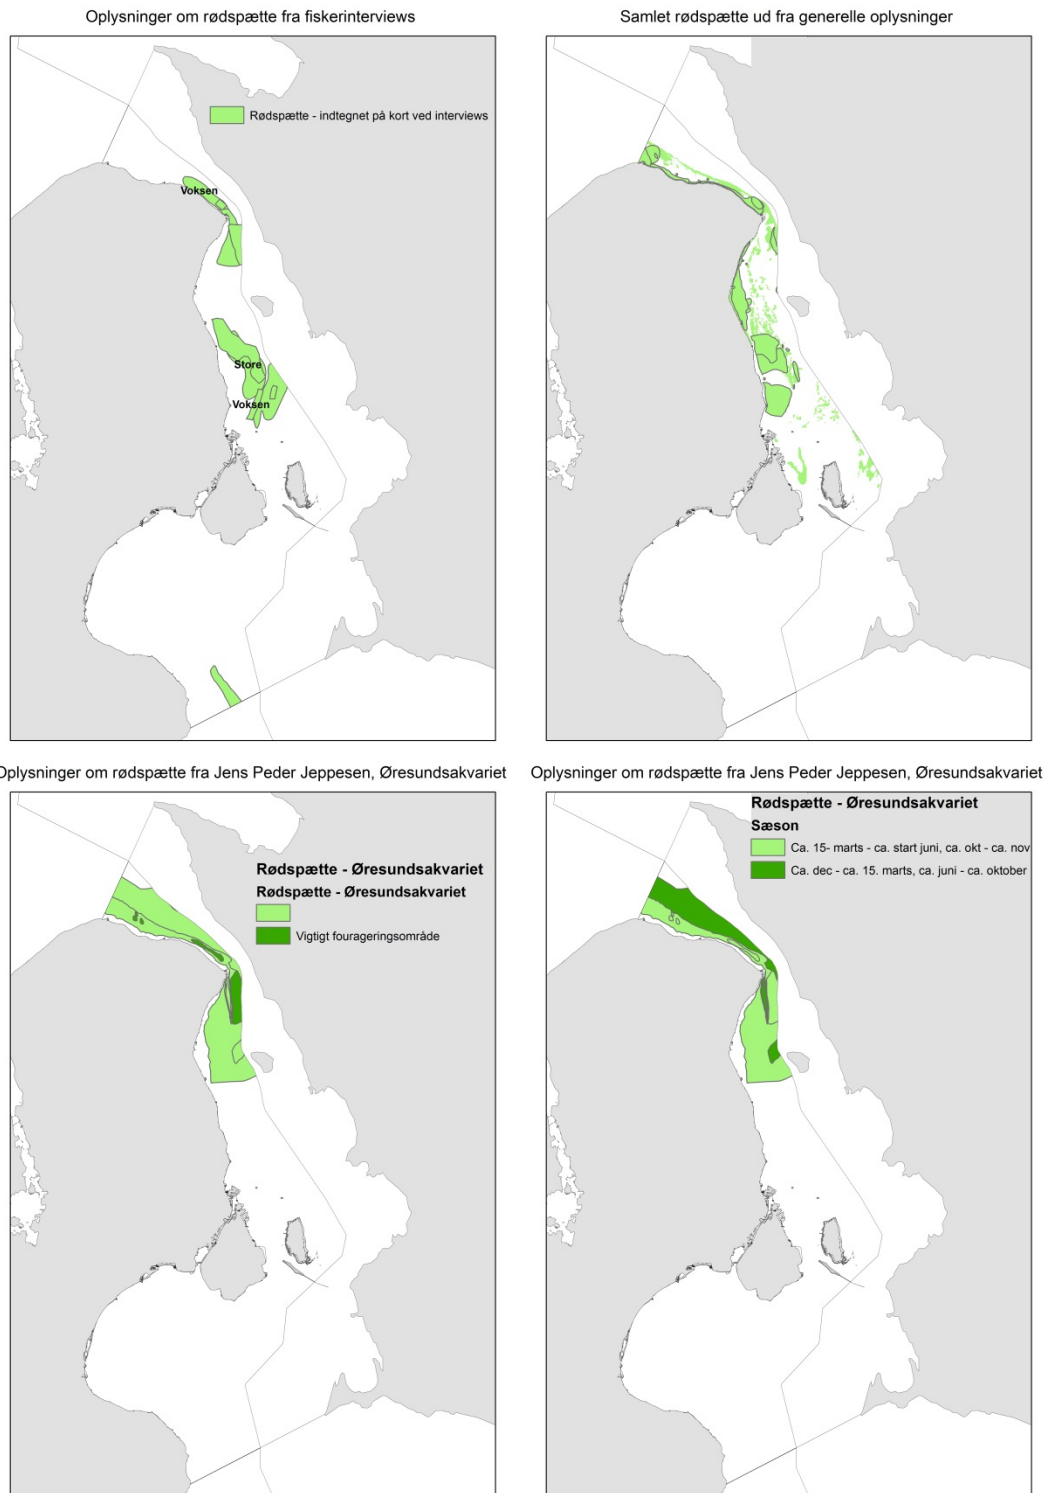 Oplysninger om rødspætte fra fiskerinterviews
Samlet rødspætte ud fra generelle oplysninger
Rødspætte - indtegnet på kort ved interviews
Voksen
Store
Voksen
Oplysninger om rødspætte fra Jens Peder Jeppesen, Øresundsakvariet
Oplysninger om rødspætte fra Jens Peder Jeppesen, Øresundsakvariet
Rødspætte - Øresundsakvariet
Rødspætte - Øresundsakvariet
Vigtigt fourageringsområde
Rødspætte - Øresundsakvariet
Sæson
Ca. 15- marts - ca. start juni, ca. okt - ca. nov
Ca. dec - ca. 15. marts, ca. juni - ca. oktober